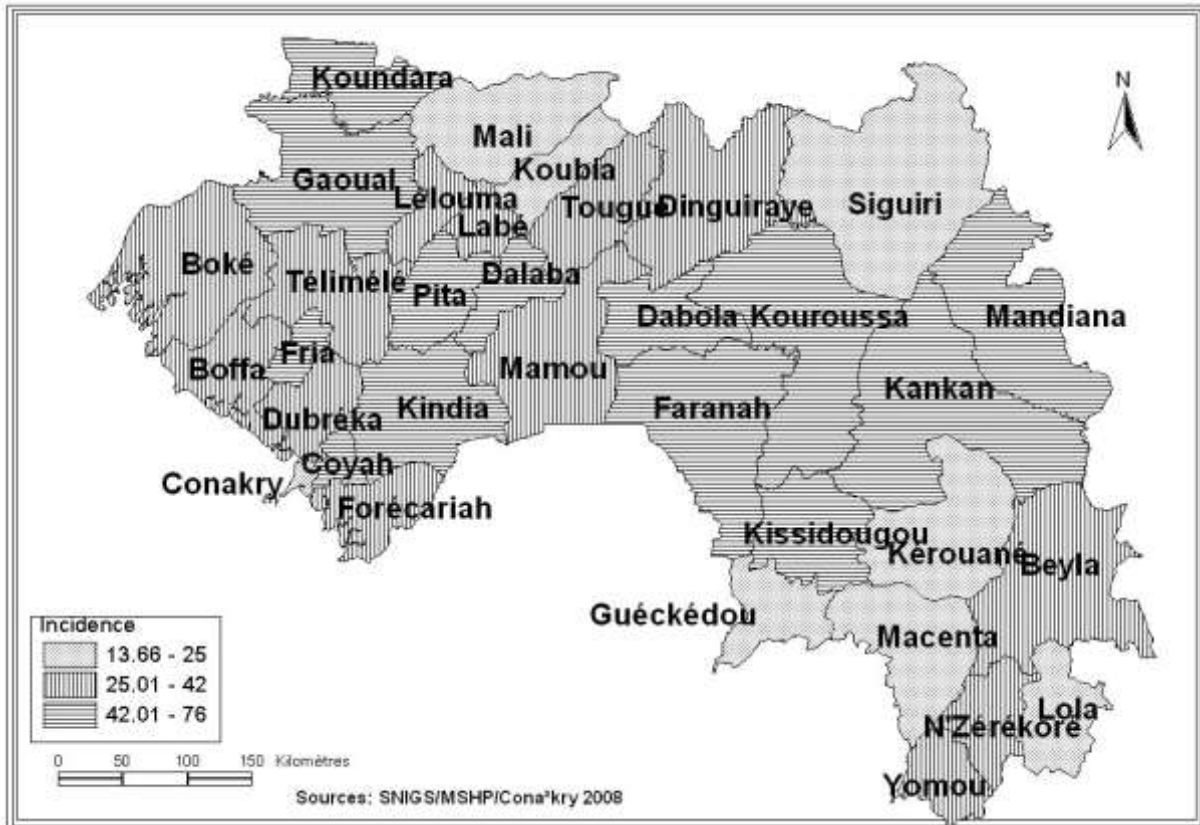 Koundara
N
Mali
Koubia
Gaoual
Lélouma
Tougué
Dinguiraye
Siguiri
Labé
Boké
Télimélé
Dalaba
Pita
Dabola
Kouroussa
Mandiana
Fria
Boffa
Mamou
Kankan
Dubréka
Kindia
Faranah
Coyah
Conakry
Forécariah
Kissidougou
Kérouané
Beyla
Guéckédou
Macenta
Lola
N'Zérékoré
Yomou
Incidence
13.66 - 25
25.01 - 42
42.01 - 76
0 50 100 150 Kilométres
Sources: SNIGS/MSHP/Cona²kry 2008